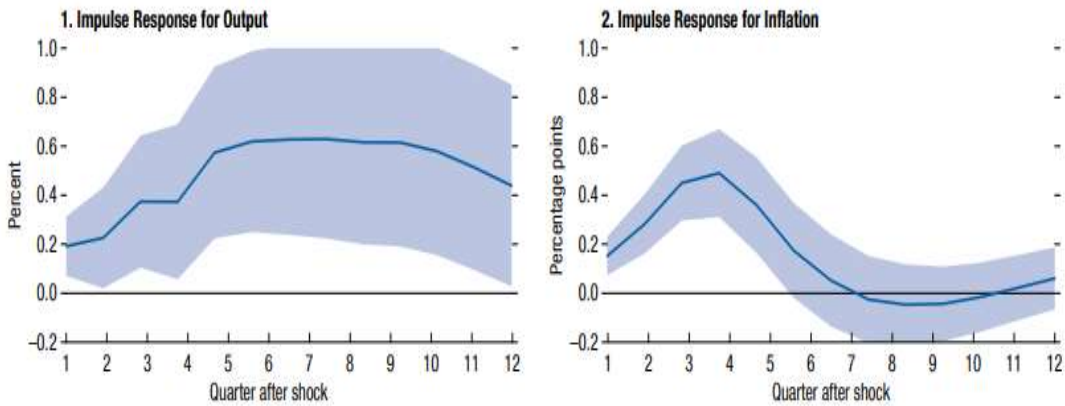 1. Impulse Response for Output
1.0
0.8
0.6
0.4
0.2
0.0
–0.2
Percent
1 2 3 4 5 6 7 8 9 10 11 12
Quarter after shock
2. Impulse Response for Inflation
1.0
0.8
0.6
0.4
0.2
0.0
–0.2
Percentage points
1 2 3 4 5 6 7 8 9 10 11 12
Quarter after shock